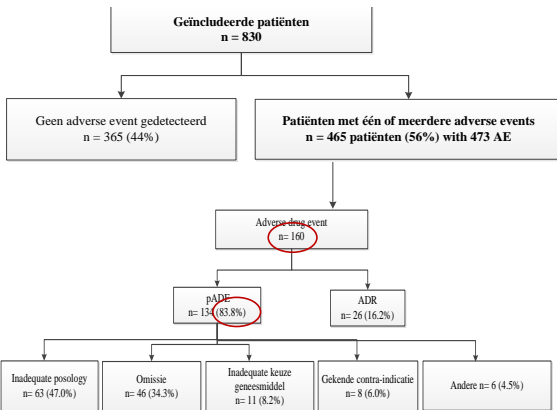 Geïncludeerde patiënten
n = 830
Geen adverse event gedetecteerd
n = 365 (44%)
Patiënten met één of meerdere adverse events
n = 465 patiënten (56%) with 473 AE
Adverse drug event
n= 160
pADE
n= 134 (83.8%)
ADR
n= 26 (16.2%)
Inadequate posology
n= 63 (47.0%)
Omissie
n= 46 (34.3%)
Inadequate keuze
geneesmiddel
n= 11 (8.2%)
Gekende contra-indicatie
n= 8 (6.0%)
Andere n= 6 (4.5%)